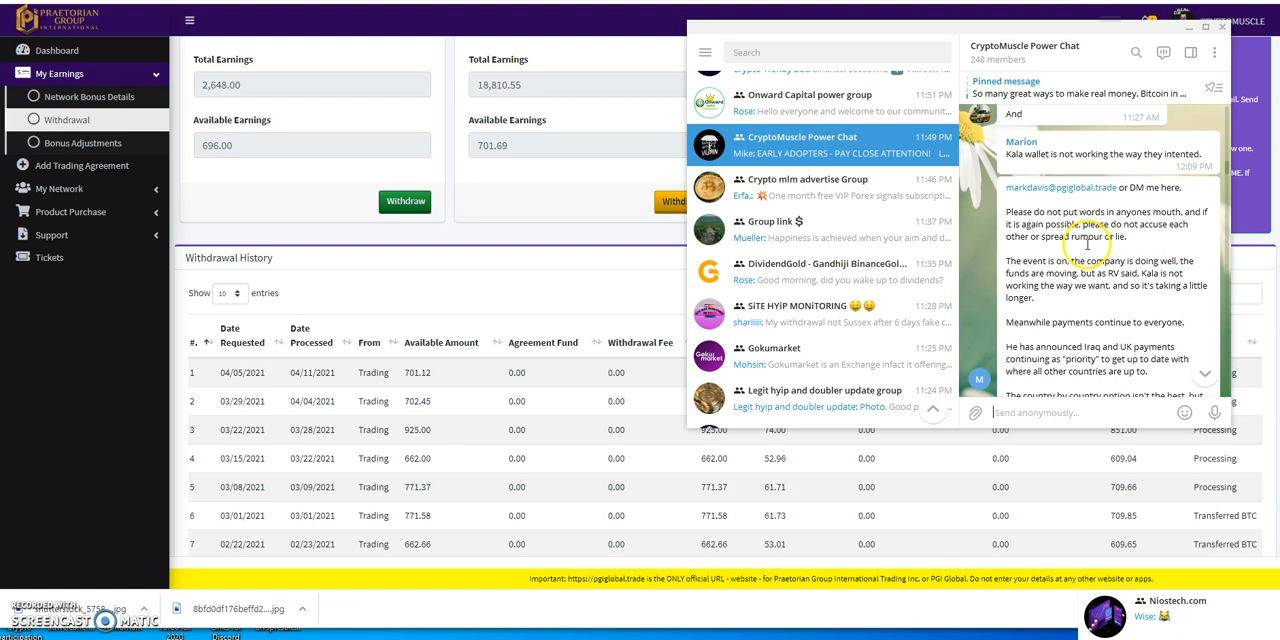 PRAETORIAN
GROUP
INTERNATIONAL
Dashboard
My Earnings
Network Bonus Details
Withdrawal
Bonus Adjustments
Add Trading Agreement
My Network
Product Purchase
Support
Tickets
Total Earnings
2,648.00
Available Earnings
696.00
Withdraw
Total Earnings
18,810.55
Available Earnings
701.69
Withd
Withdrawal History
Show 10 entries
#. Date Requested Date Processed From Available Amount Agreement Fund Withdrawal Fee
1 04/05/2021 04/11/2021 Trading 701.12 0.00 0.00
2 03/29/2021 04/04/2021 Trading 702.45 0.00 0.00
3 03/22/2021 03/28/2021 Trading 925.00 0.00 0.00 925.00 74.00 0.00 0.00 851.00 Processing
4 03/15/2021 03/22/2021 Trading 662.00 0.00 0.00 662.00 52.96 0.00 0.00 609.04 Processing
5 03/08/2021 03/09/2021 Trading 771.37 0.00 0.00 771.37 61.71 0.00 0.00 709.66 Processing
6 03/01/2021 03/01/2021 Trading 771.58 0.00 0.00 771.58 61.73 0.00 0.00 709.85 Transferred BTC
7 02/22/2021 02/23/2021 Trading 662.66 0.00 0.00 662.66 53.01 0.00 0.00 609.65 Transferred BTC
Important: https://pgiglobal.trade is the ONLY official URL - website - for Praetorian Group International Trading Inc. or PGI Global. Do not enter your details at any other website or apps.
Search
11:51 PM
Onward Capital power group
Rose: Hello everyone and welcome to our communit...
CryptoMuscle Power Chat 11:49 PM
Mike: EARLY ADOPTERS - PAY CLOSE ATTENTION! L...
Crypto mlm advertise Group 11:46 PM
Erfa.: One month free VIP Forex signals subscripti...
Group link $ 11:37 PM
Mueller: Happiness is achieved when your aim and d...
DividendGold - Gandhiji BinanceGol... 11:35 PM
Rose: Good morning, did you wake up to dividends?
SiTE HYiP MONiTORING 11:28 PM
shariiiii: My withdrawal not Sussex after 6 days fake c...
Gokumarket 11:25 PM
Mohsin: Gokumarket is an Exchange infact it offering...
Legit hyip and doubler update group 11:24 PM
Legit hyip and doubler update: Photo, Good p
CryptoMuscle Power Chat
248 members
Pinned message
So many great ways to make real money. Bitcoin in ...
And
11:27 AM
Marion
Kala wallet is not working the way they intented.
12:09 PM
markdavis@pgiglobal.trade or DM me here,
Please do not put words in anyones mouth, and if
it is again possible, please do not accuse each
other or spread rumour or lie.
The event is on, the company is doing well, the
funds are moving, but as RV said, Kala is not
working the way we want, and so it's taking a little
longer.
Meanwhile payments continue to everyone.
He has announced Iraq and UK payments
continuing as "priority" to get up to date with
where all other countries are up to.
The country by country option isn't the best, but
M
Send anonymously...
RECORDED WITH
SCREENCAST MATIC
8bfd0df176beffd2....jpg
Niostech.com
Wise: